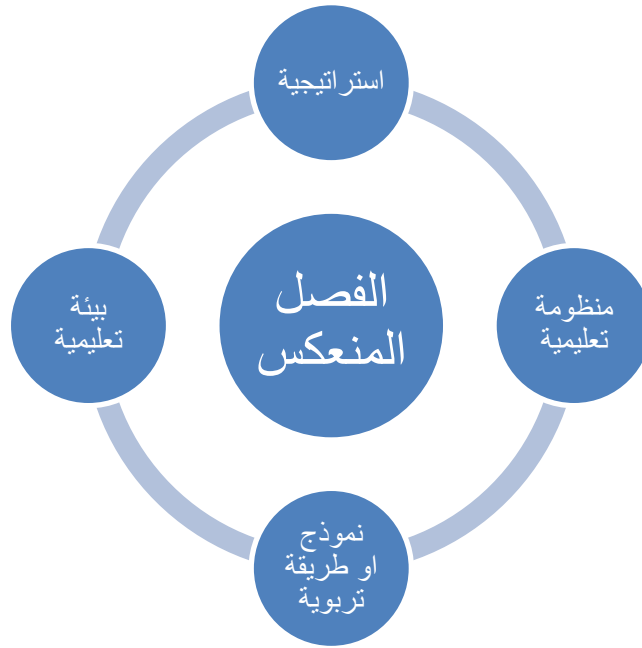 استراتيجية
الفصل
المنعكس
منظومة
تعليمية
نموذج
او طريقة
تربوية
بيئة
تعليمية